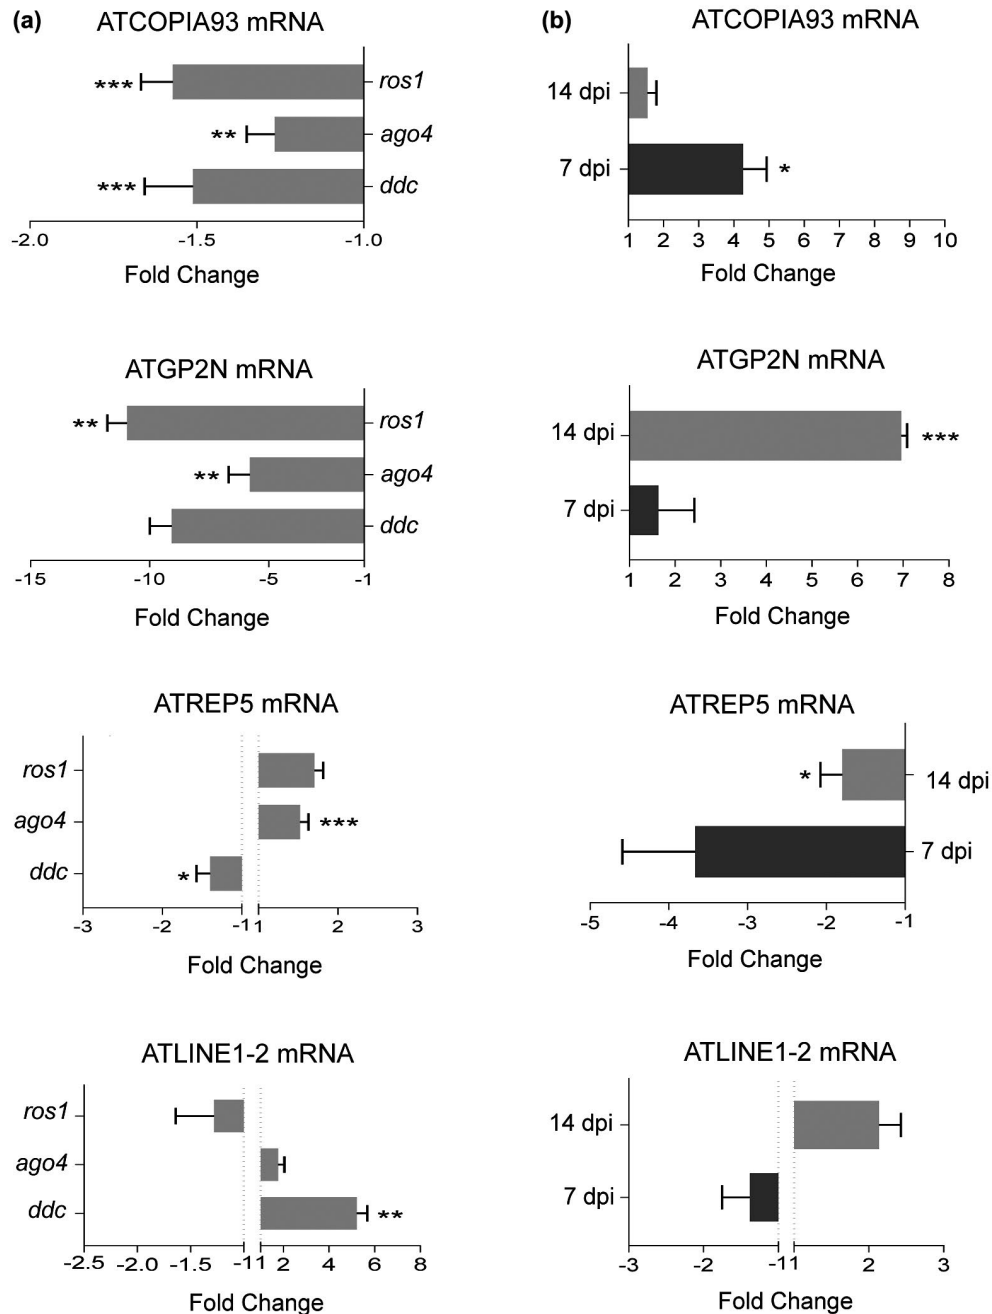 (a)
ATCOPIA93 mRNA
*** ros1
** ago4
*** ddc
-2.0 -1.5 -1.0
Fold Change
ATGP2N mRNA
** ros1
** ago4
ddc
-15 -10 -5 -1
Fold Change
ATREP5 mRNA
ros1
ago4 ***
ddc *
-3 -2 -1 1 2 3
Fold Change
ATLINE1-2 mRNA
ros1
ago4
ddc **
-2.5 -2.0 -1.5 -1 1 2 4 6 8
Fold Change
(b)
ATCOPIA93 mRNA
14 dpi
7 dpi *
1 2 3 4 5 6 7 8 9 10
Fold Change
ATGP2N mRNA
14 dpi ***
7 dpi
1 2 3 4 5 6 7 8
Fold Change
ATREP5 mRNA
* 14 dpi
7 dpi
-5 -4 -3 -2 -1
Fold Change
ATLINE1-2 mRNA
14 dpi
7 dpi
-3 -2 -1 1 2 3
Fold Change